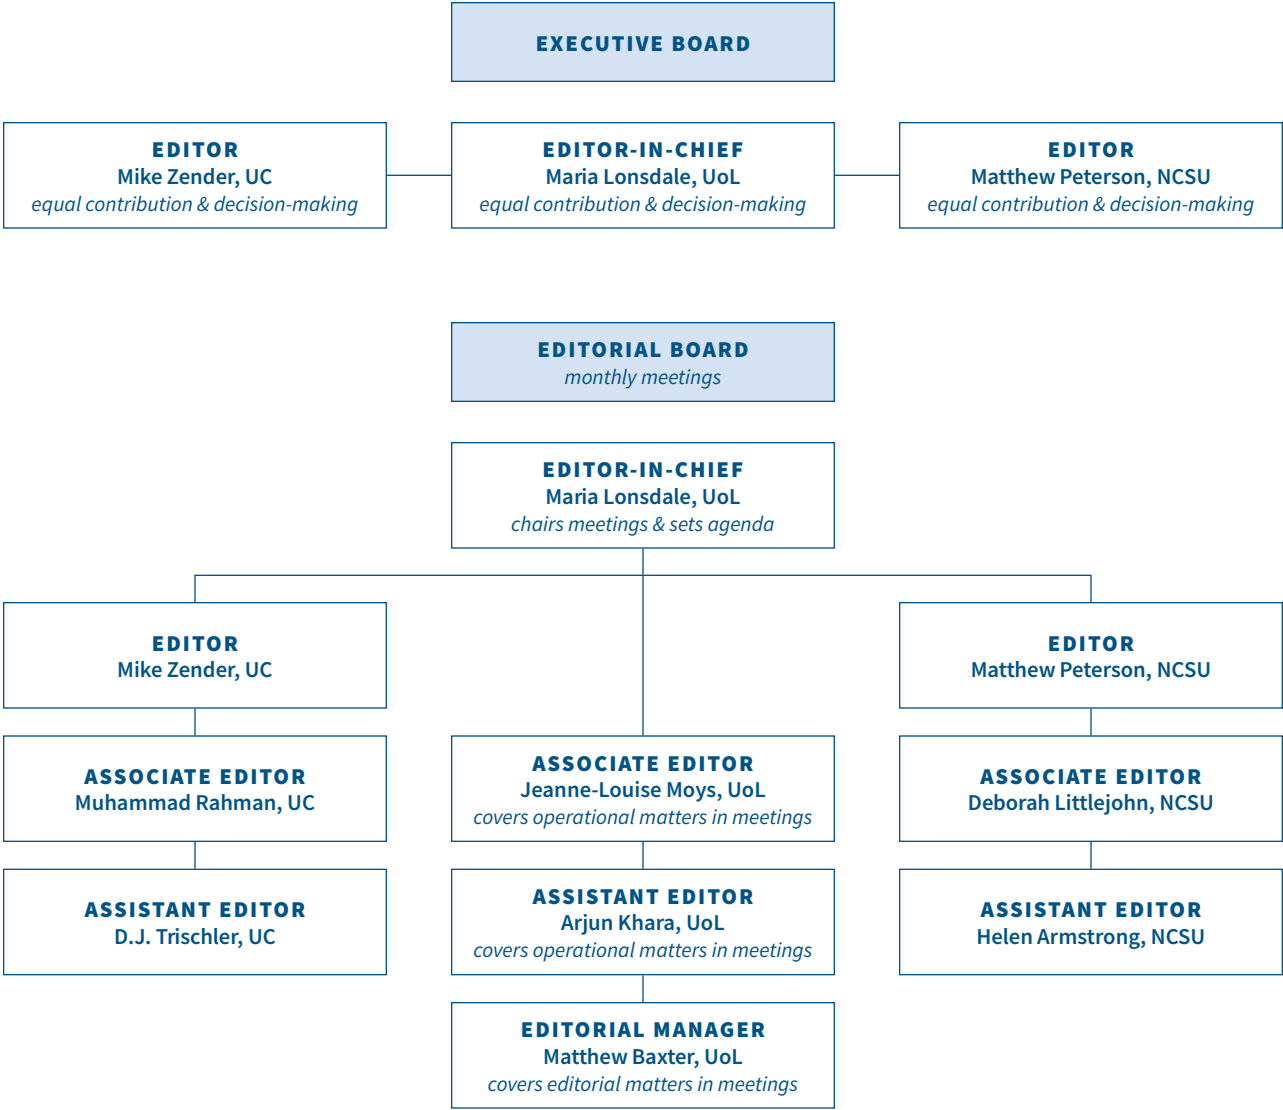 EXECUTIVE BOARD
EDITOR
Mike Zender, UC
equal contribution & decision-making
EDITOR-IN-CHIEF
Maria Lonsdale, UoL
equal contribution & decision-making
EDITOR
Matthew Peterson, NCSU
equal contribution & decision-making
EDITORIAL BOARD
monthly meetings
EDITOR-IN-CHIEF
Maria Lonsdale, UoL
chairs meetings & sets agenda
EDITOR
Mike Zender, UC
EDITOR
Matthew Peterson, NCSU
ASSOCIATE EDITOR
Muhammad Rahman, UC
ASSOCIATE EDITOR
Jeanne-Louise Moys, UoL
covers operational matters in meetings
ASSOCIATE EDITOR
Deborah Littlejohn, NCSU
ASSISTANT EDITOR
D.J. Trischler, UC
ASSISTANT EDITOR
Arjun Khara, UoL
covers operational matters in meetings
ASSISTANT EDITOR
Helen Armstrong, NCSU
EDITORIAL MANAGER
Matthew Baxter, UoL
covers editorial matters in meetings